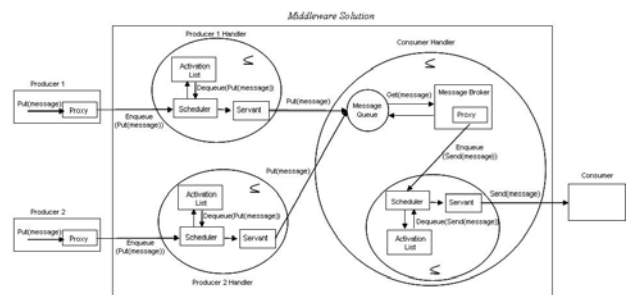 Middleware Solution
Producer 1 Handler
Consumer Handler
≤
≤
Activation
List
Producer 1
Dequeue(Put(message))
Put(message)
Proxy
Scheduler
Servant
Put(message)
Enqueue
(Put(message))
Message
Queue
Get(message)
Message Broker
Proxy
Enqueue
(Send(message))
Put(message)
≤
Activation
List
Producer 2
Dequeue(Put(message))
Put(message)
Proxy
Scheduler
Servant
Enqueue
(Put(message))
Producer 2 Handler
Scheduler
Servant
Send(message)
Consumer
Dequeue(Send(message))
Activation
List
≤